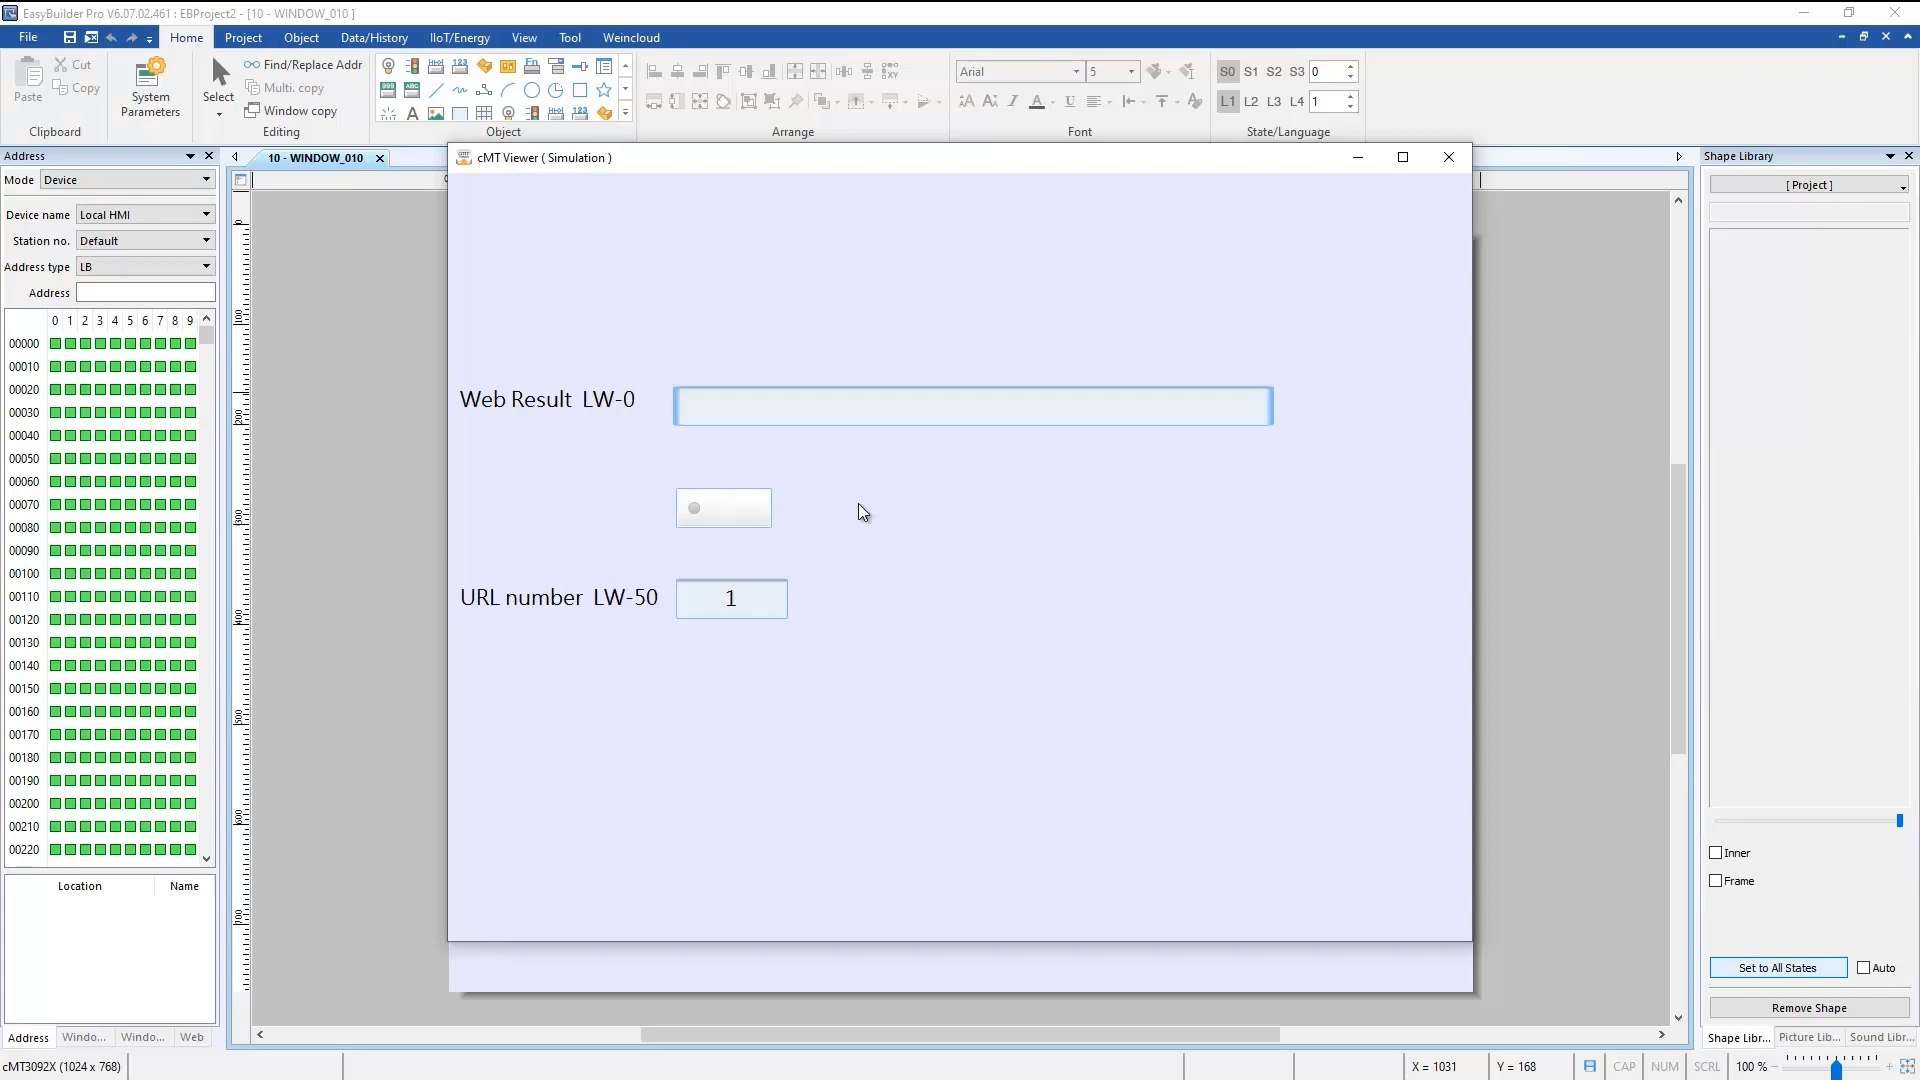 EasyBuilder Pro V6.07.02.461 : EBProject2 - [10 - WINDOW_010 ]
File Home Project Object Data/History IIoT/Energy View Tool Weincloud
Paste Cut Copy
Clipboard
System Parameters
Select
Find/Replace Addr
Multi. copy
Window copy
Editing
Object
Arrange
Arial 5
Font
S0 S1 S2 S3 0
L1 L2 L3 L4 1
State/Language
Address
Mode Device
Device name Local HMI
Station no. Default
Address type LB
Address
0 1 2 3 4 5 6 7 8 9
00000
00010
00020
00030
00040
00050
00060
00070
00080
00090
00100
00110
00120
00130
00140
00150
00160
00170
00180
00190
00200
00210
00220
Location Name
Address Windo... Windo... Web
10 - WINDOW_010
cMT Viewer ( Simulation )
Web Result LW-0
URL number LW-50 1
Shape Library
[ Project ]
Inner
Frame
Set to All States Auto
Remove Shape
Shape Libr... Picture Lib... Sound Libr...
cMT3092X (1024 x 768)
X = 1031 Y = 168 CAP NUM SCRL 100 %